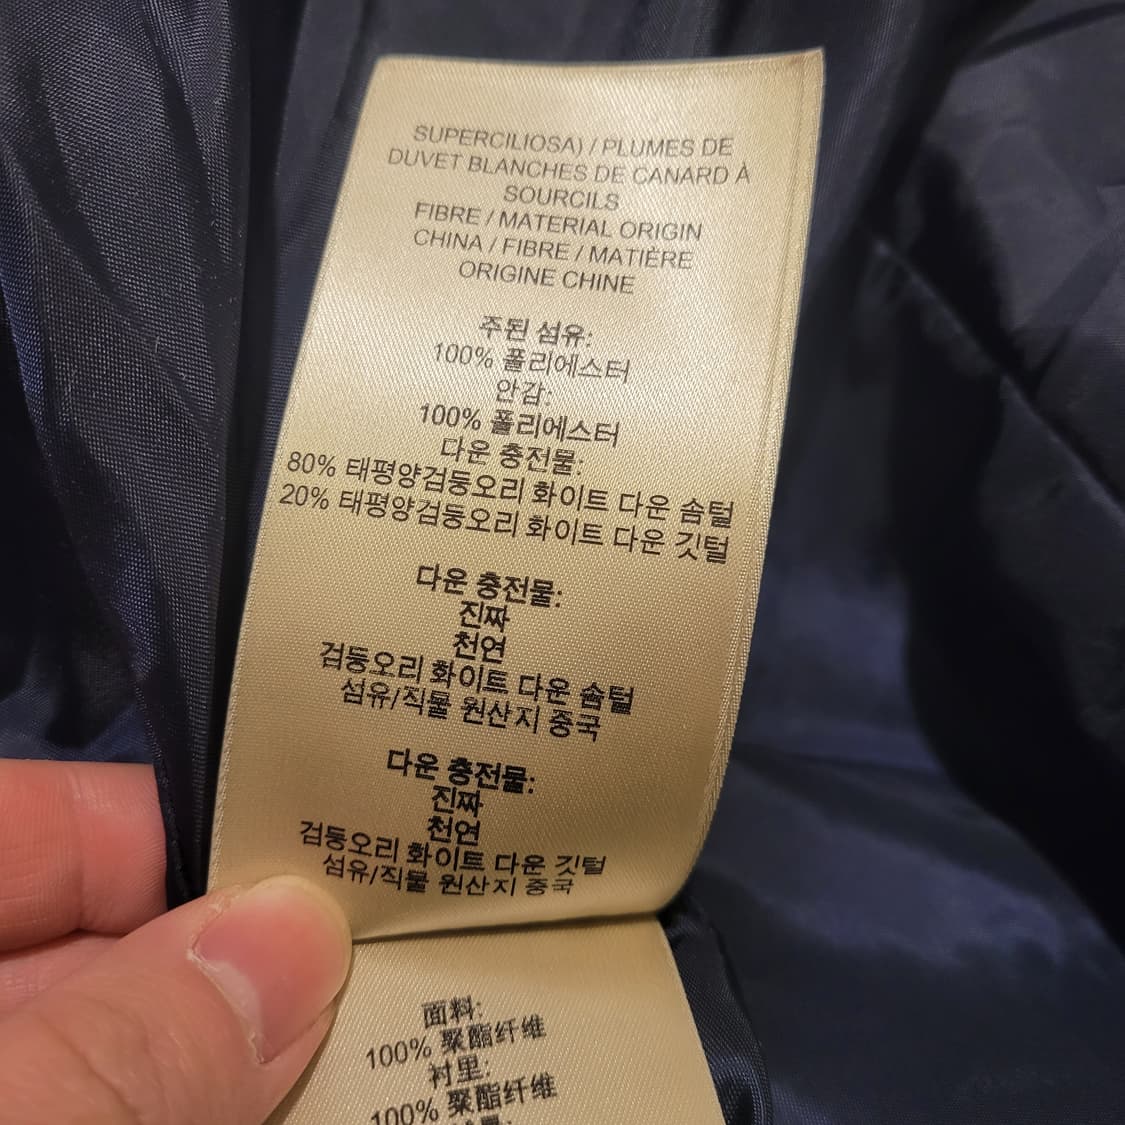 SUPERCILIOSA) / PLUMES DE
DUVET BLANCHES DE CANARD À
SOURCILS
FIBRE / MATERIAL ORIGIN
CHINA / FIBRE / MATIÈRE
ORIGINE CHINE
주된 섬유:
100% 폴리에스터
안감:
100% 폴리에스터
다운 충전물:
80% 태평양검둥오리 화이트 다운 솜털
20% 태평양검둥오리 화이트 다운 깃털
다운 충전물:
진짜
천연
검둥오리 화이트 다운 솜털
섬유/직물 원산지 중국
다운 충전물:
진짜
천연
검둥오리 화이트 다운 깃털
섬유/직물 원산지 중국
面料:
100% 聚酯纤维
衬里:
100% 聚酯纤维